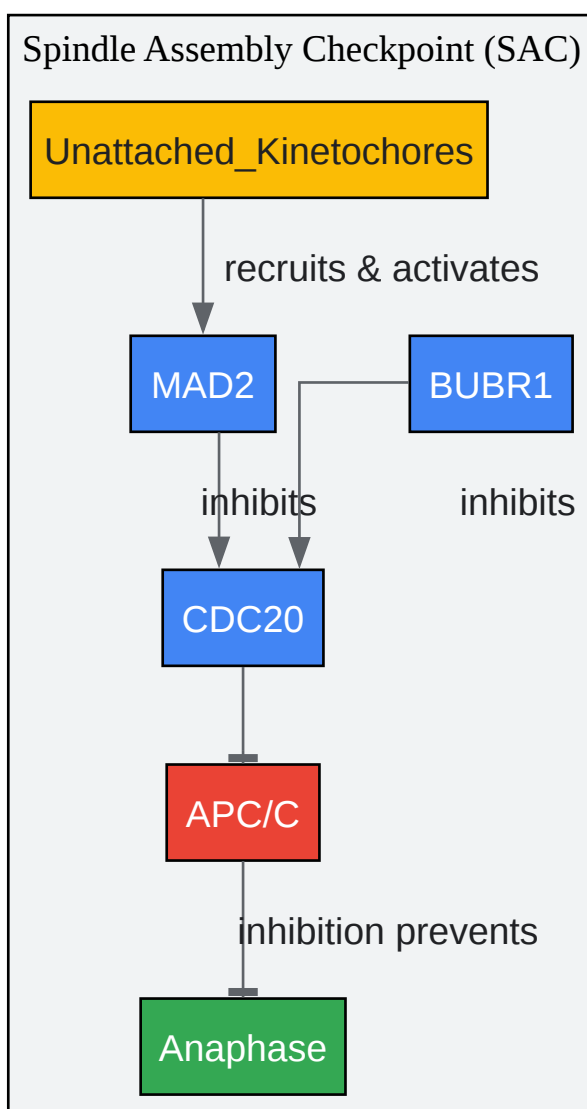 Spindle Assembly Checkpoint (SAC)
Unattached_Kinetochores
recruits & activates
MAD2
BUBR1
inhibits
inhibits
CDC20
APC/C
inhibition prevents
Anaphase